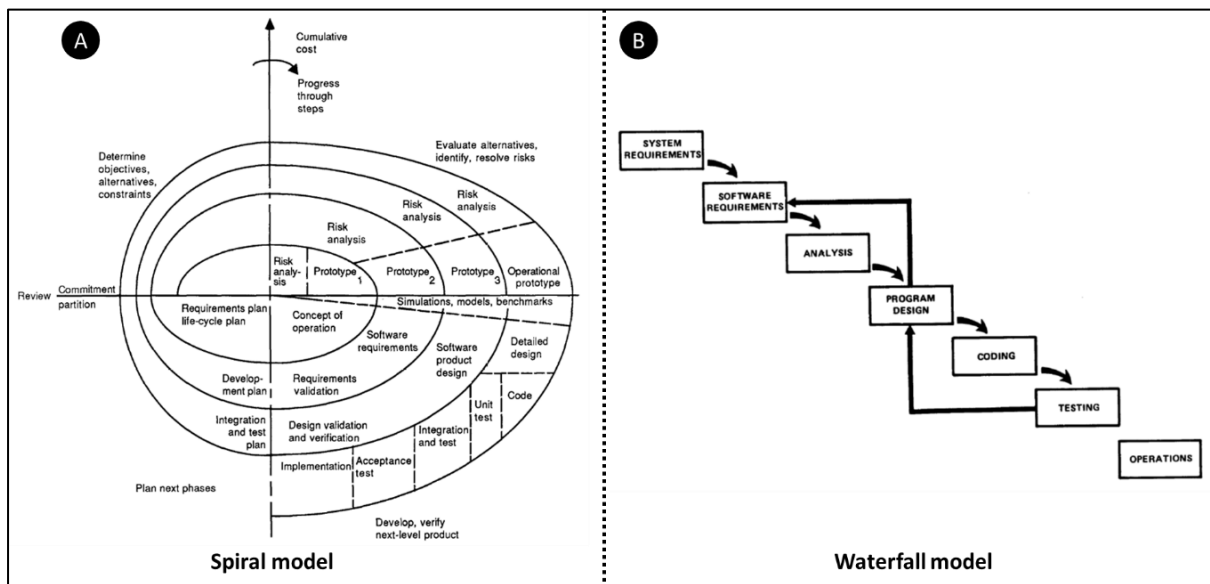 A
Cumulative
cost
Progress
through
steps
Determine
objectives,
alternatives,
constraints
Evaluate alternatives,
identify, resolve risks
Risk
analysis
Risk
analysis
Risk
analysis
Risk
analy-
sis
Prototype 1
Prototype 2
Prototype 3
Operational
prototype
Review
Commitment
partition
Simulations, models, benchmarks
Requirements plan
life-cycle plan
Concept of
operation
Software
requirements
Software
product
design
Detailed
design
Develop-
ment plan
Requirements
validation
Code
Unit
test
Integration
and test
plan
Design validation
and verification
Integration
and test
Acceptance
test
Implementation
Plan next phases
Develop, verify
next-level product
Spiral model
B
SYSTEM
REQUIREMENTS
SOFTWARE
REQUIREMENTS
ANALYSIS
PROGRAM
DESIGN
CODING
TESTING
OPERATIONS
Waterfall model